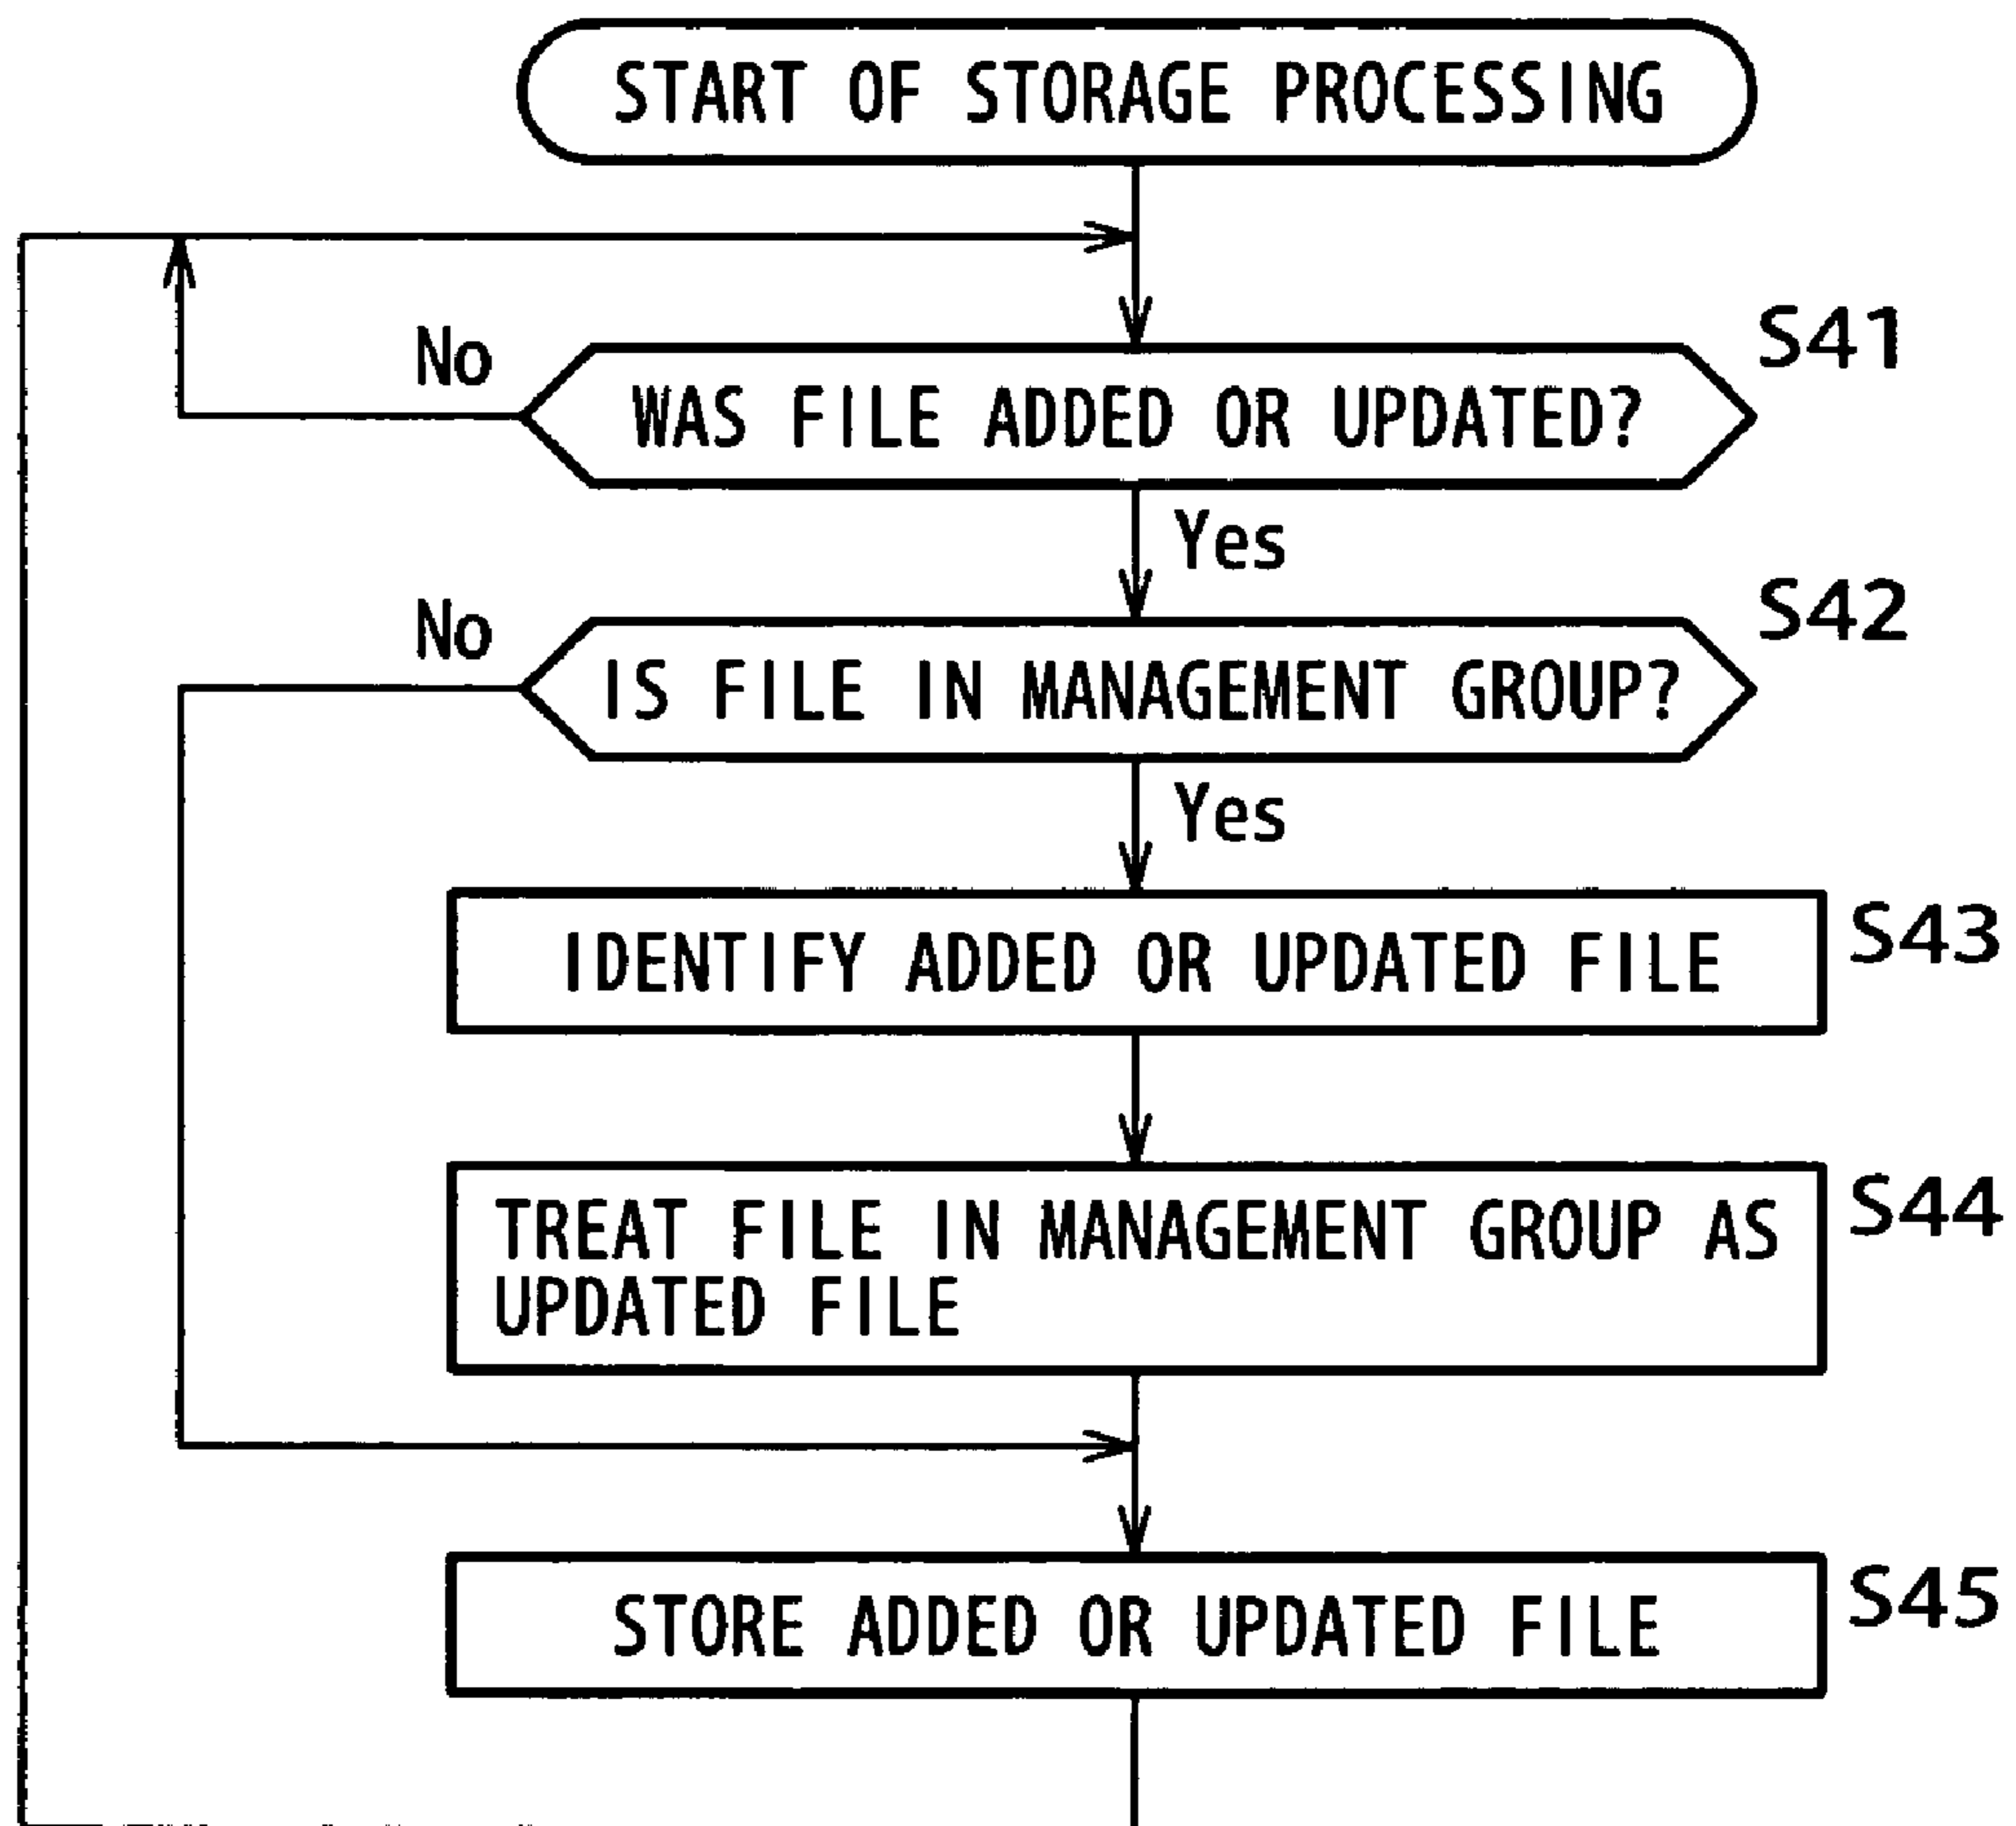 START OF STORAGE PROCESSING
S41
No
WAS FILE ADDED OR UPDATED?
Yes
S42
No
IS FILE IN MANAGEMENT GROUP?
Yes
S43
IDENTIFY ADDED OR UPDATED FILE
S44
TREAT FILE IN MANAGEMENT GROUP AS
UPDATED FILE
S45
STORE ADDED OR UPDATED FILE